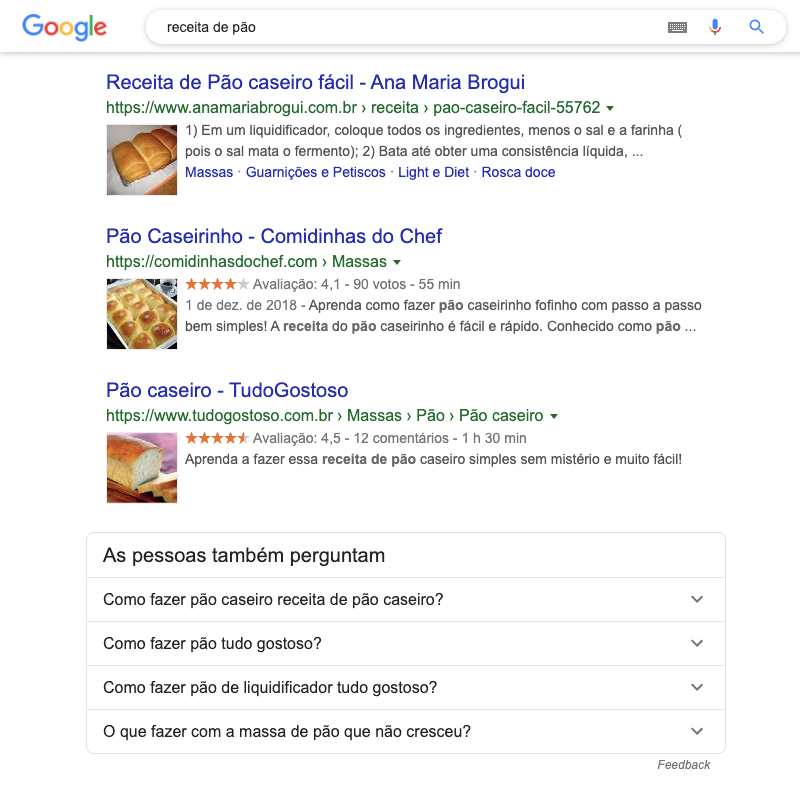 Google
receita de pão
Receita de Pão caseiro fácil - Ana Maria Brogui
https://www.anamariabrogui.com.br › receita › pao-caseiro-facil-55762
1) Em um liquidificador, coloque todos os ingredientes, menos o sal e a farinha (
pois o sal mata o fermento); 2) Bata até obter uma consistência líquida, ...
Massas · Guarnições e Petiscos · Light e Diet · Rosca doce
Pão Caseirinho - Comidinhas do Chef
https://comidinhasdochef.com › Massas
Avaliação: 4,1 - 90 votos - 55 min
1 de dez. de 2018 - Aprenda como fazer pão caseirinho fofinho com passo a passo
bem simples! A receita do pão caseirinho é fácil e rápido. Conhecido como pão ...
Pão caseiro - TudoGostoso
https://www.tudogostoso.com.br › Massas › Pão › Pão caseiro
Avaliação: 4,5 - 12 comentários - 1 h 30 min
Aprenda a fazer essa receita de pão caseiro simples sem mistério e muito fácil!
As pessoas também perguntam
Como fazer pão caseiro receita de pão caseiro?
Como fazer pão tudo gostoso?
Como fazer pão de liquidificador tudo gostoso?
O que fazer com a massa de pão que não cresceu?
Feedback